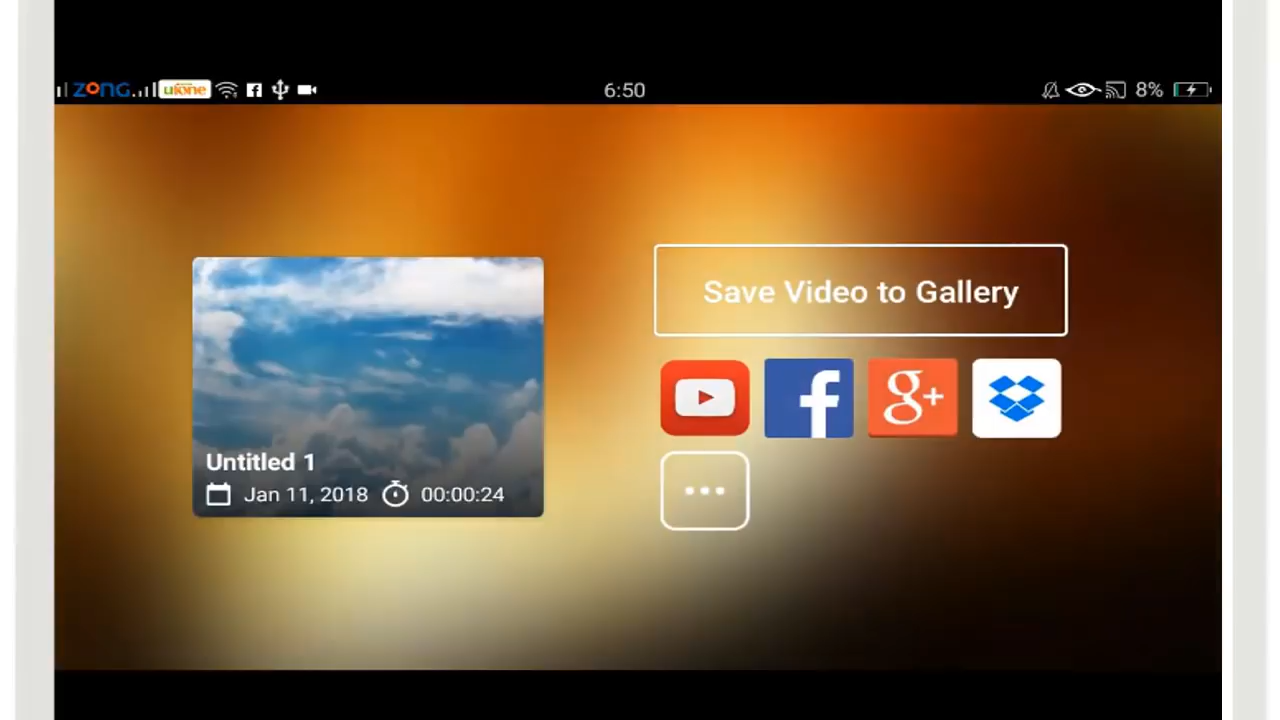 ZONG ufone 6:50 8%
Save Video to Gallery
g+
Untitled 1
Jan 11, 2018 00:00:24